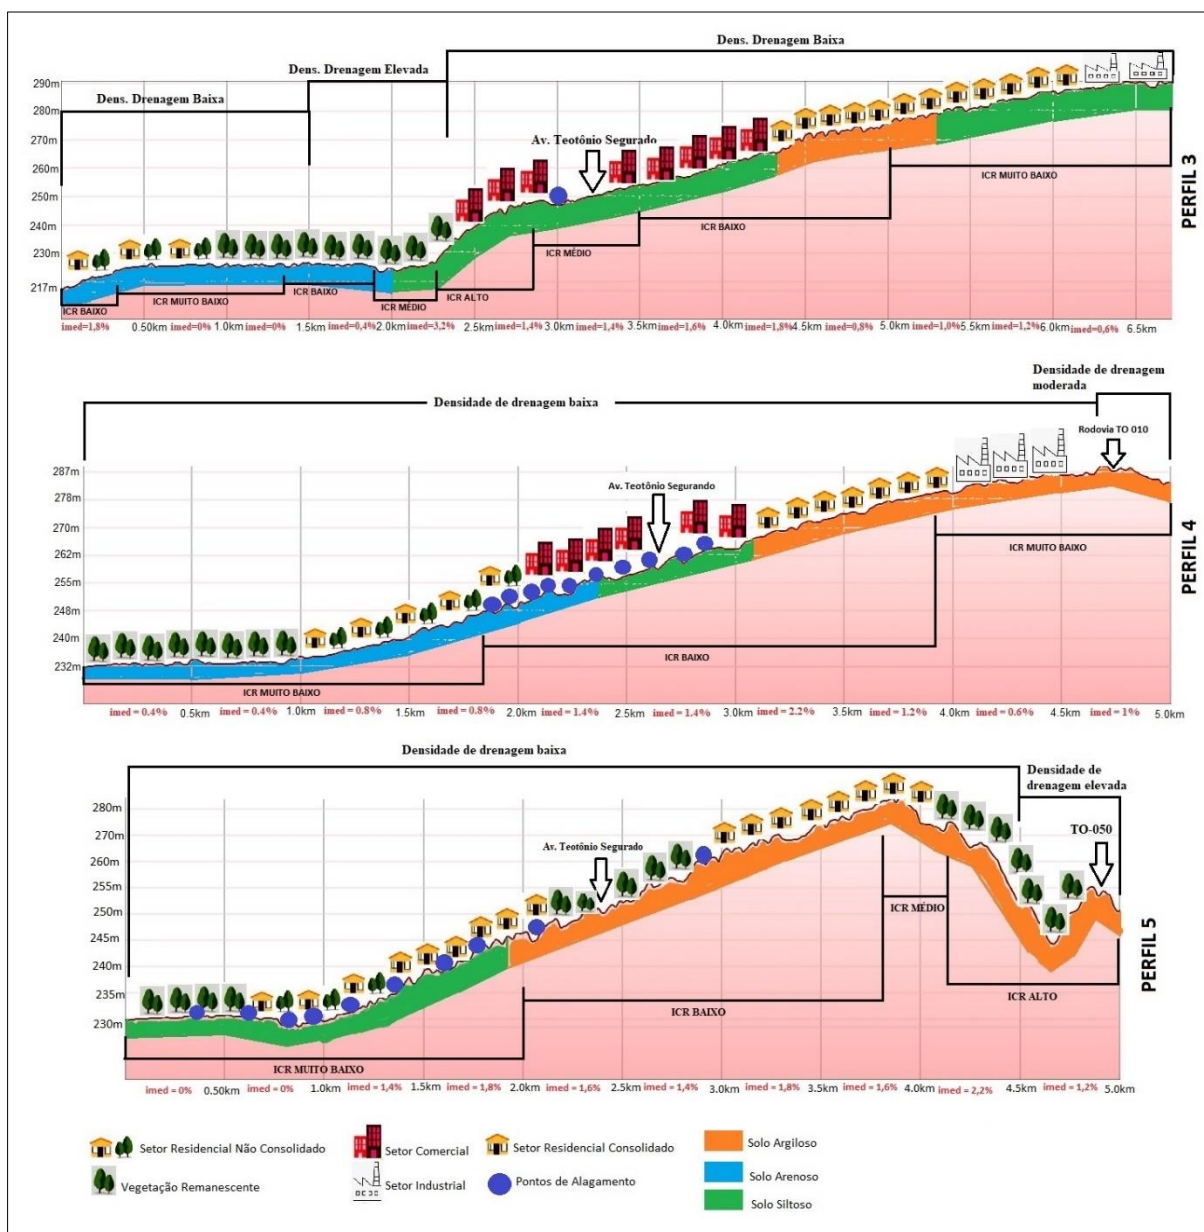 Dens. Drenagem Baixa
Dens. Drenagem Elevada
Dens. Drenagem Baixa
290m
280m
270m
260m
250m
240m
230m
217m
Av. Teotônio Segurado
ICR BAIXO
ICR MUITO BAIXO
ICR BAIXO
ICR MÉDIO
ICR ALTO
ICR MÉDIO
ICR BAIXO
ICR MUITO BAIXO
imed=1,8% 0.50km imed=0% 1.0km imed=0% 1.5km imed=0,4% 2.0km imed=3,2% 2.5km imed=1,4% 3.0km imed=1,4% 3.5km imed=1,6% 4.0km imed=1,8% 4.5km imed=0,8% 5.0km imed=1,0% 5.5km imed=1,2% 6.0km imed=0,6% 6.5km
PERFIL 3
Densidade de drenagem baixa
Densidade de drenagem
moderada
Rodovia TO 010
Av. Teotônio Segurando
287m
278m
270m
262m
255m
248m
240m
232m
ICR MUITO BAIXO
ICR BAIXO
ICR MUITO BAIXO
imed = 0.4% 0.5km imed = 0.4% 1.0km imed = 0.8% 1.5km imed = 0.8% 2.0km imed = 1.4% 2.5km imed = 1.4% 3.0km imed = 2.2% 3.5km imed = 1.2% 4.0km imed = 0.6% 4.5km imed = 1% 5.0km
PERFIL 4
Densidade de drenagem baixa
Densidade de
drenagem elevada
TO-050
Av. Teotônio Segurado
280m
270m
260m
255m
250m
245m
240m
235m
230m
ICR MUITO BAIXO
ICR BAIXO
ICR MÉDIO
ICR ALTO
imed = 0% 0.50km imed = 0% 1.0km imed = 1,4% 1.5km imed = 1,8% 2.0km imed = 1,6% 2.5km imed = 1,4% 3.0km imed = 1,8% 3.5km imed = 1,6% 4.0km imed = 2,2% 4.5km imed = 1,2% 5.0km
PERFIL 5
Setor Residencial Não Consolidado
Setor Comercial
Setor Residencial Consolidado
Solo Argiloso
Vegetação Remanescente
Setor Industrial
Pontos de Alagamento
Solo Arenoso
Solo Siltoso